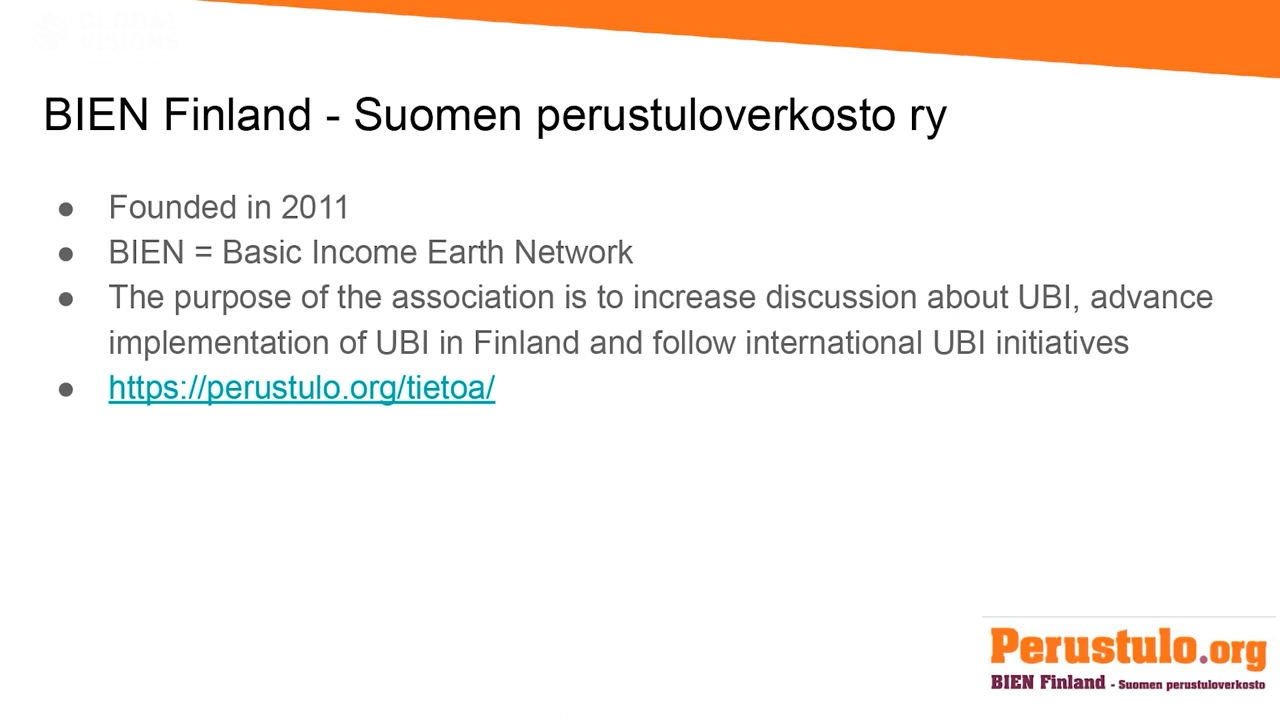 GLOBAL
VISIONS
BIEN Finland - Suomen perustuloverkosto ry
● Founded in 2011
● BIEN = Basic Income Earth Network
● The purpose of the association is to increase discussion about UBI, advance
implementation of UBI in Finland and follow international UBI initiatives
● https://perustulo.org/tietoa/
Perustulo.org
BIEN Finland - Suomen perustuloverkosto